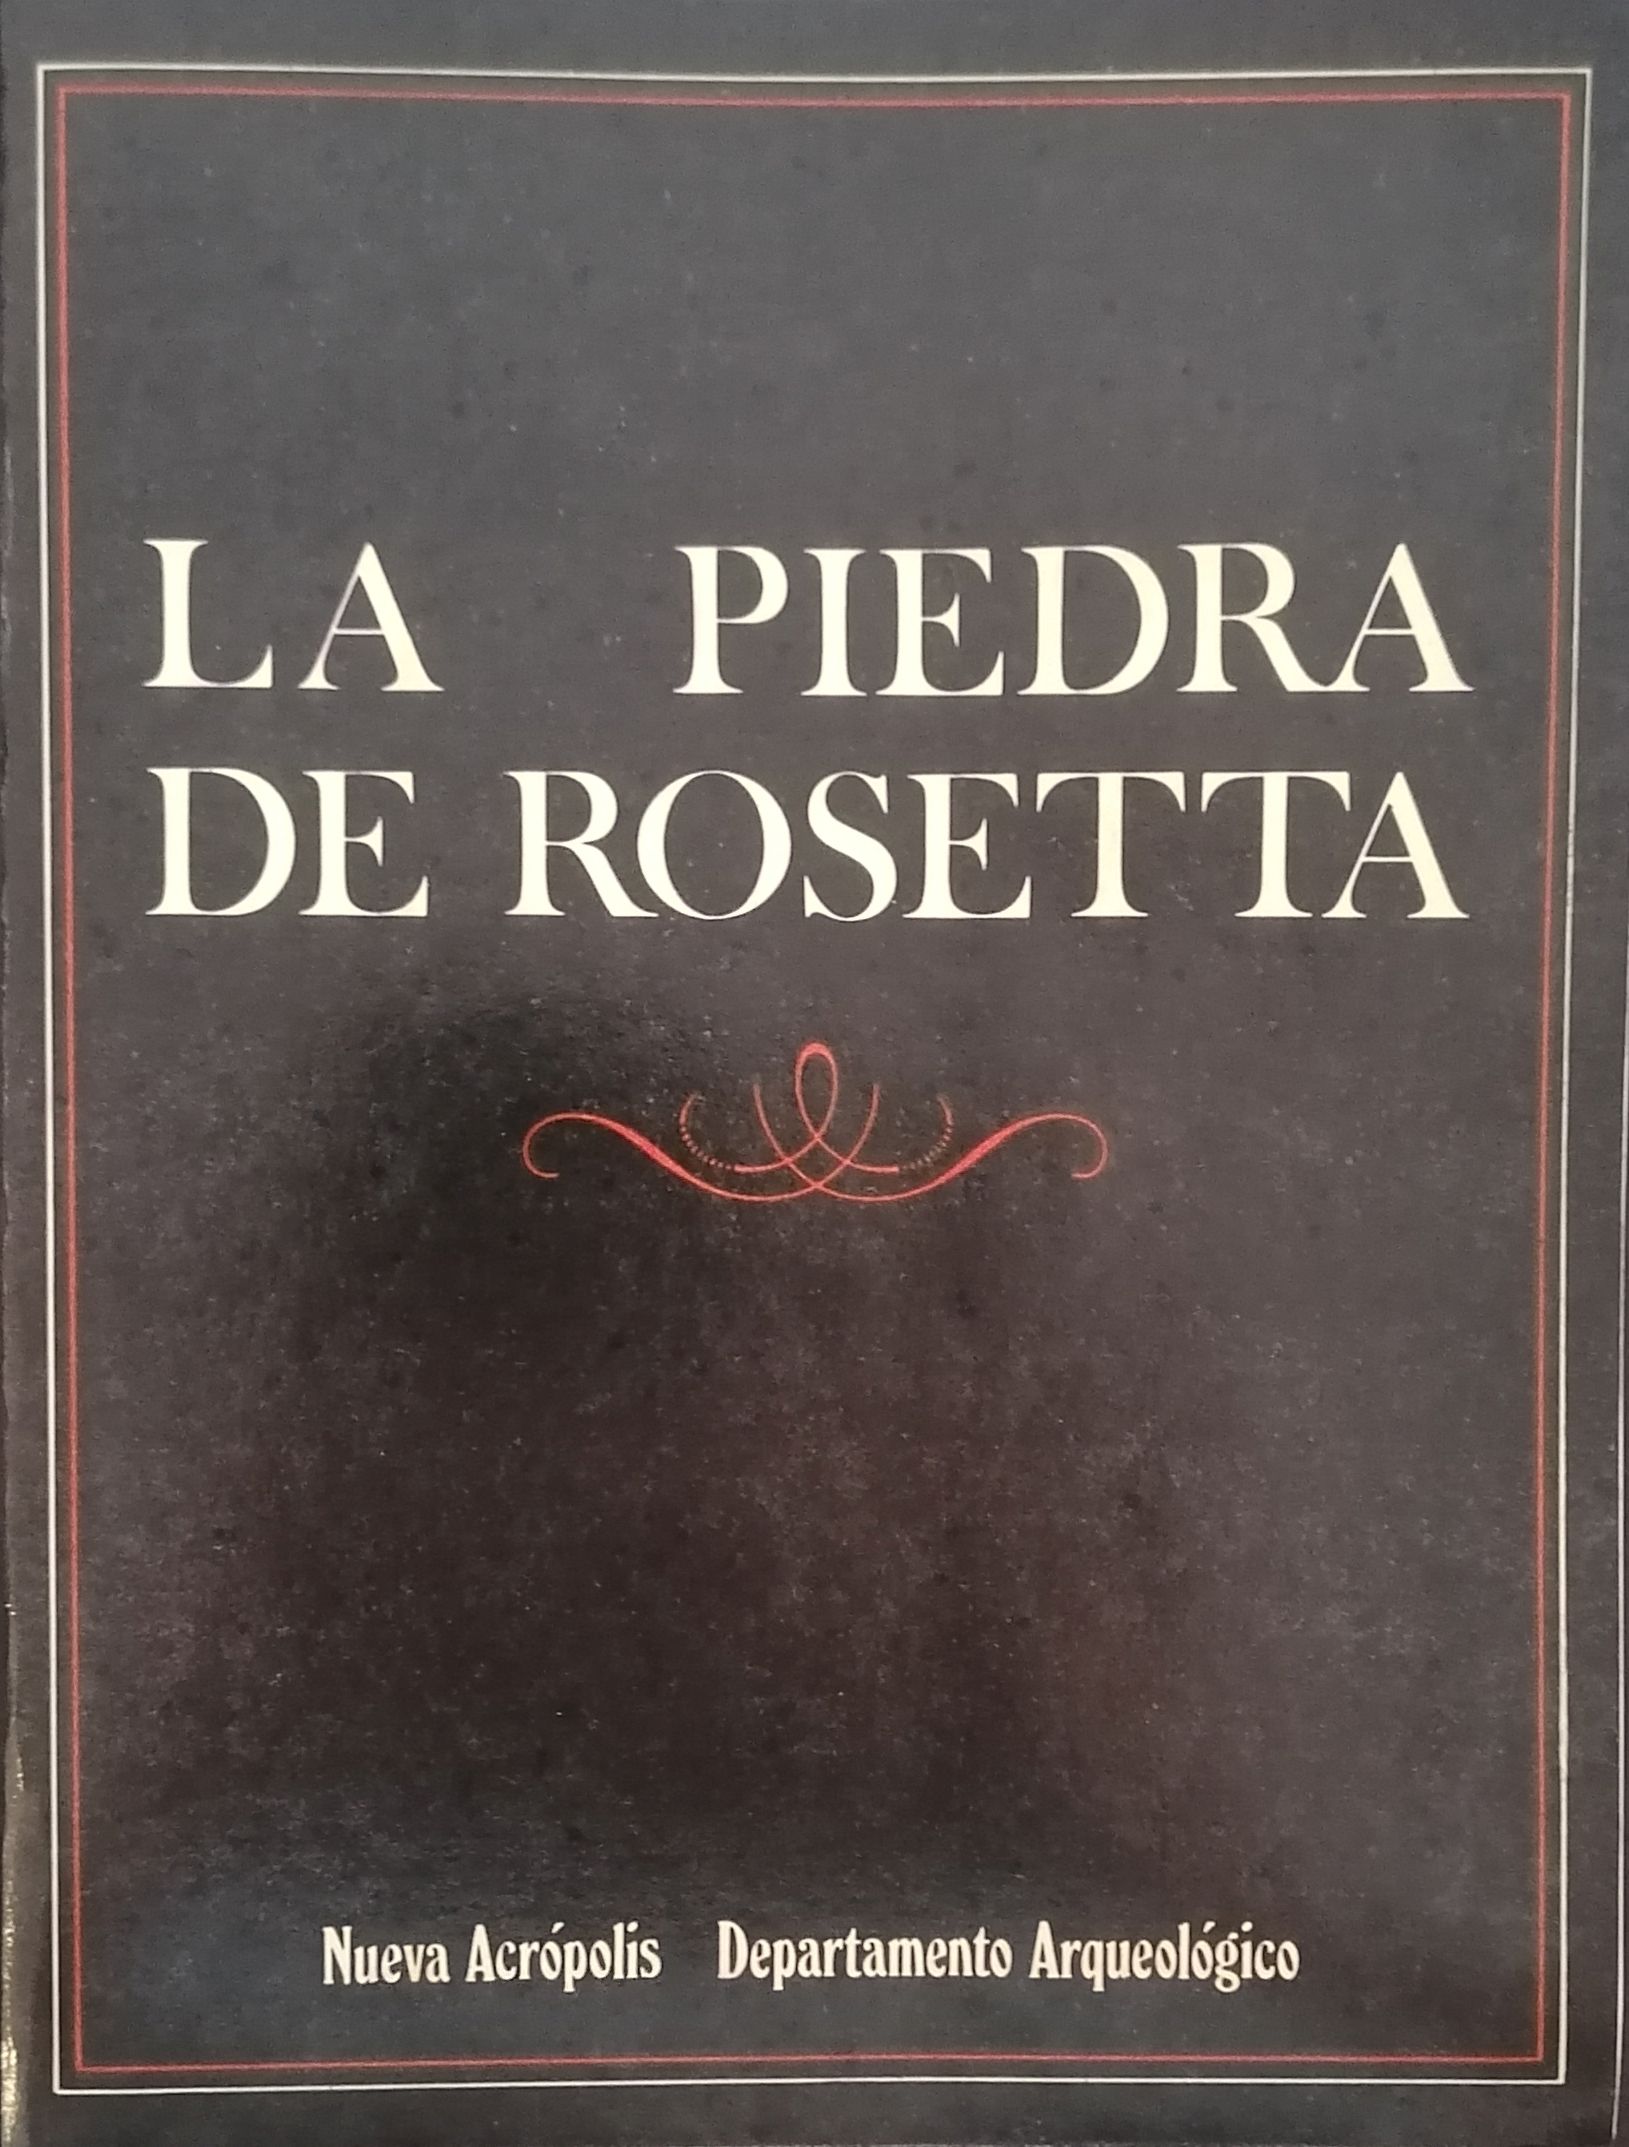 LA PIEDRA
DE ROSETTA
Nueva Acrópolis Departamento Arqueológico